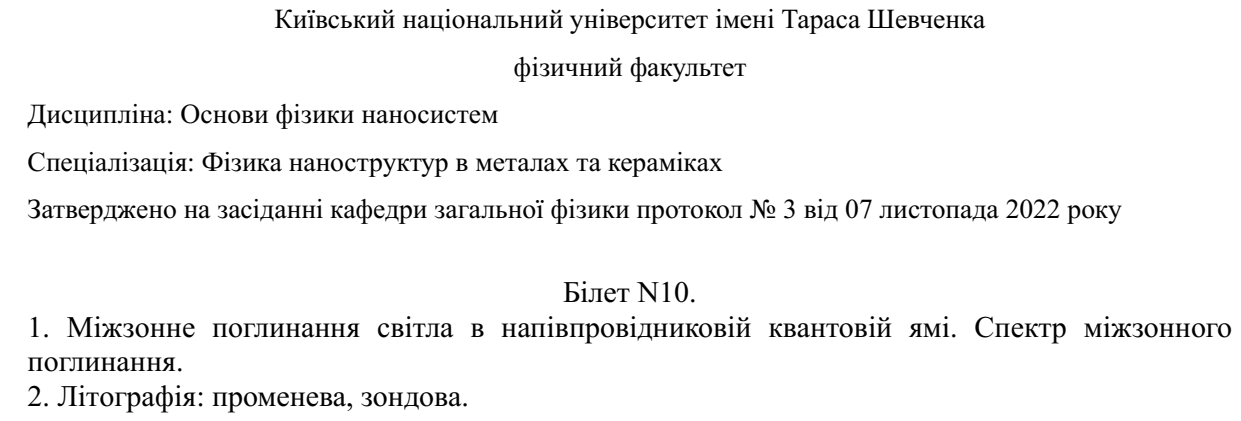 Київський національний університет імені Тараса Шевченка
фізичний факультет
Дисципліна: Основи фізики наносистем
Спеціалізація: Фізика наноструктур в металах та кераміках
Затверджено на засіданні кафедри загальної фізики протокол № 3 від 07 листопада 2022 року
Білет N10.
1. Міжзонне поглинання світла в напівпровідниковій квантовій ямі. Спектр міжзонного
поглинання.
2. Літографія: променева, зондова.